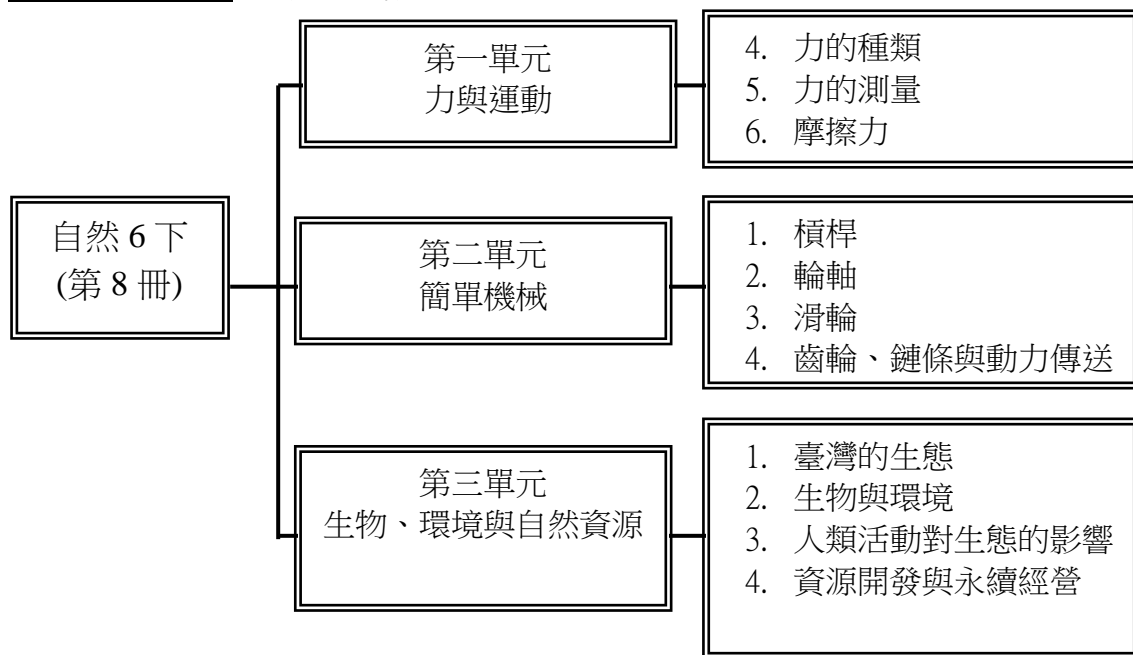 自然 6 下
(第 8 冊)
第一單元
力與運動
4. 力的種類
5. 力的測量
6. 摩擦力
第二單元
簡單機械
1. 槓桿
2. 輪軸
3. 滑輪
4. 齒輪、鏈條與動力傳送
第三單元
生物、環境與自然資源
1. 臺灣的生態
2. 生物與環境
3. 人類活動對生態的影響
4. 資源開發與永續經營